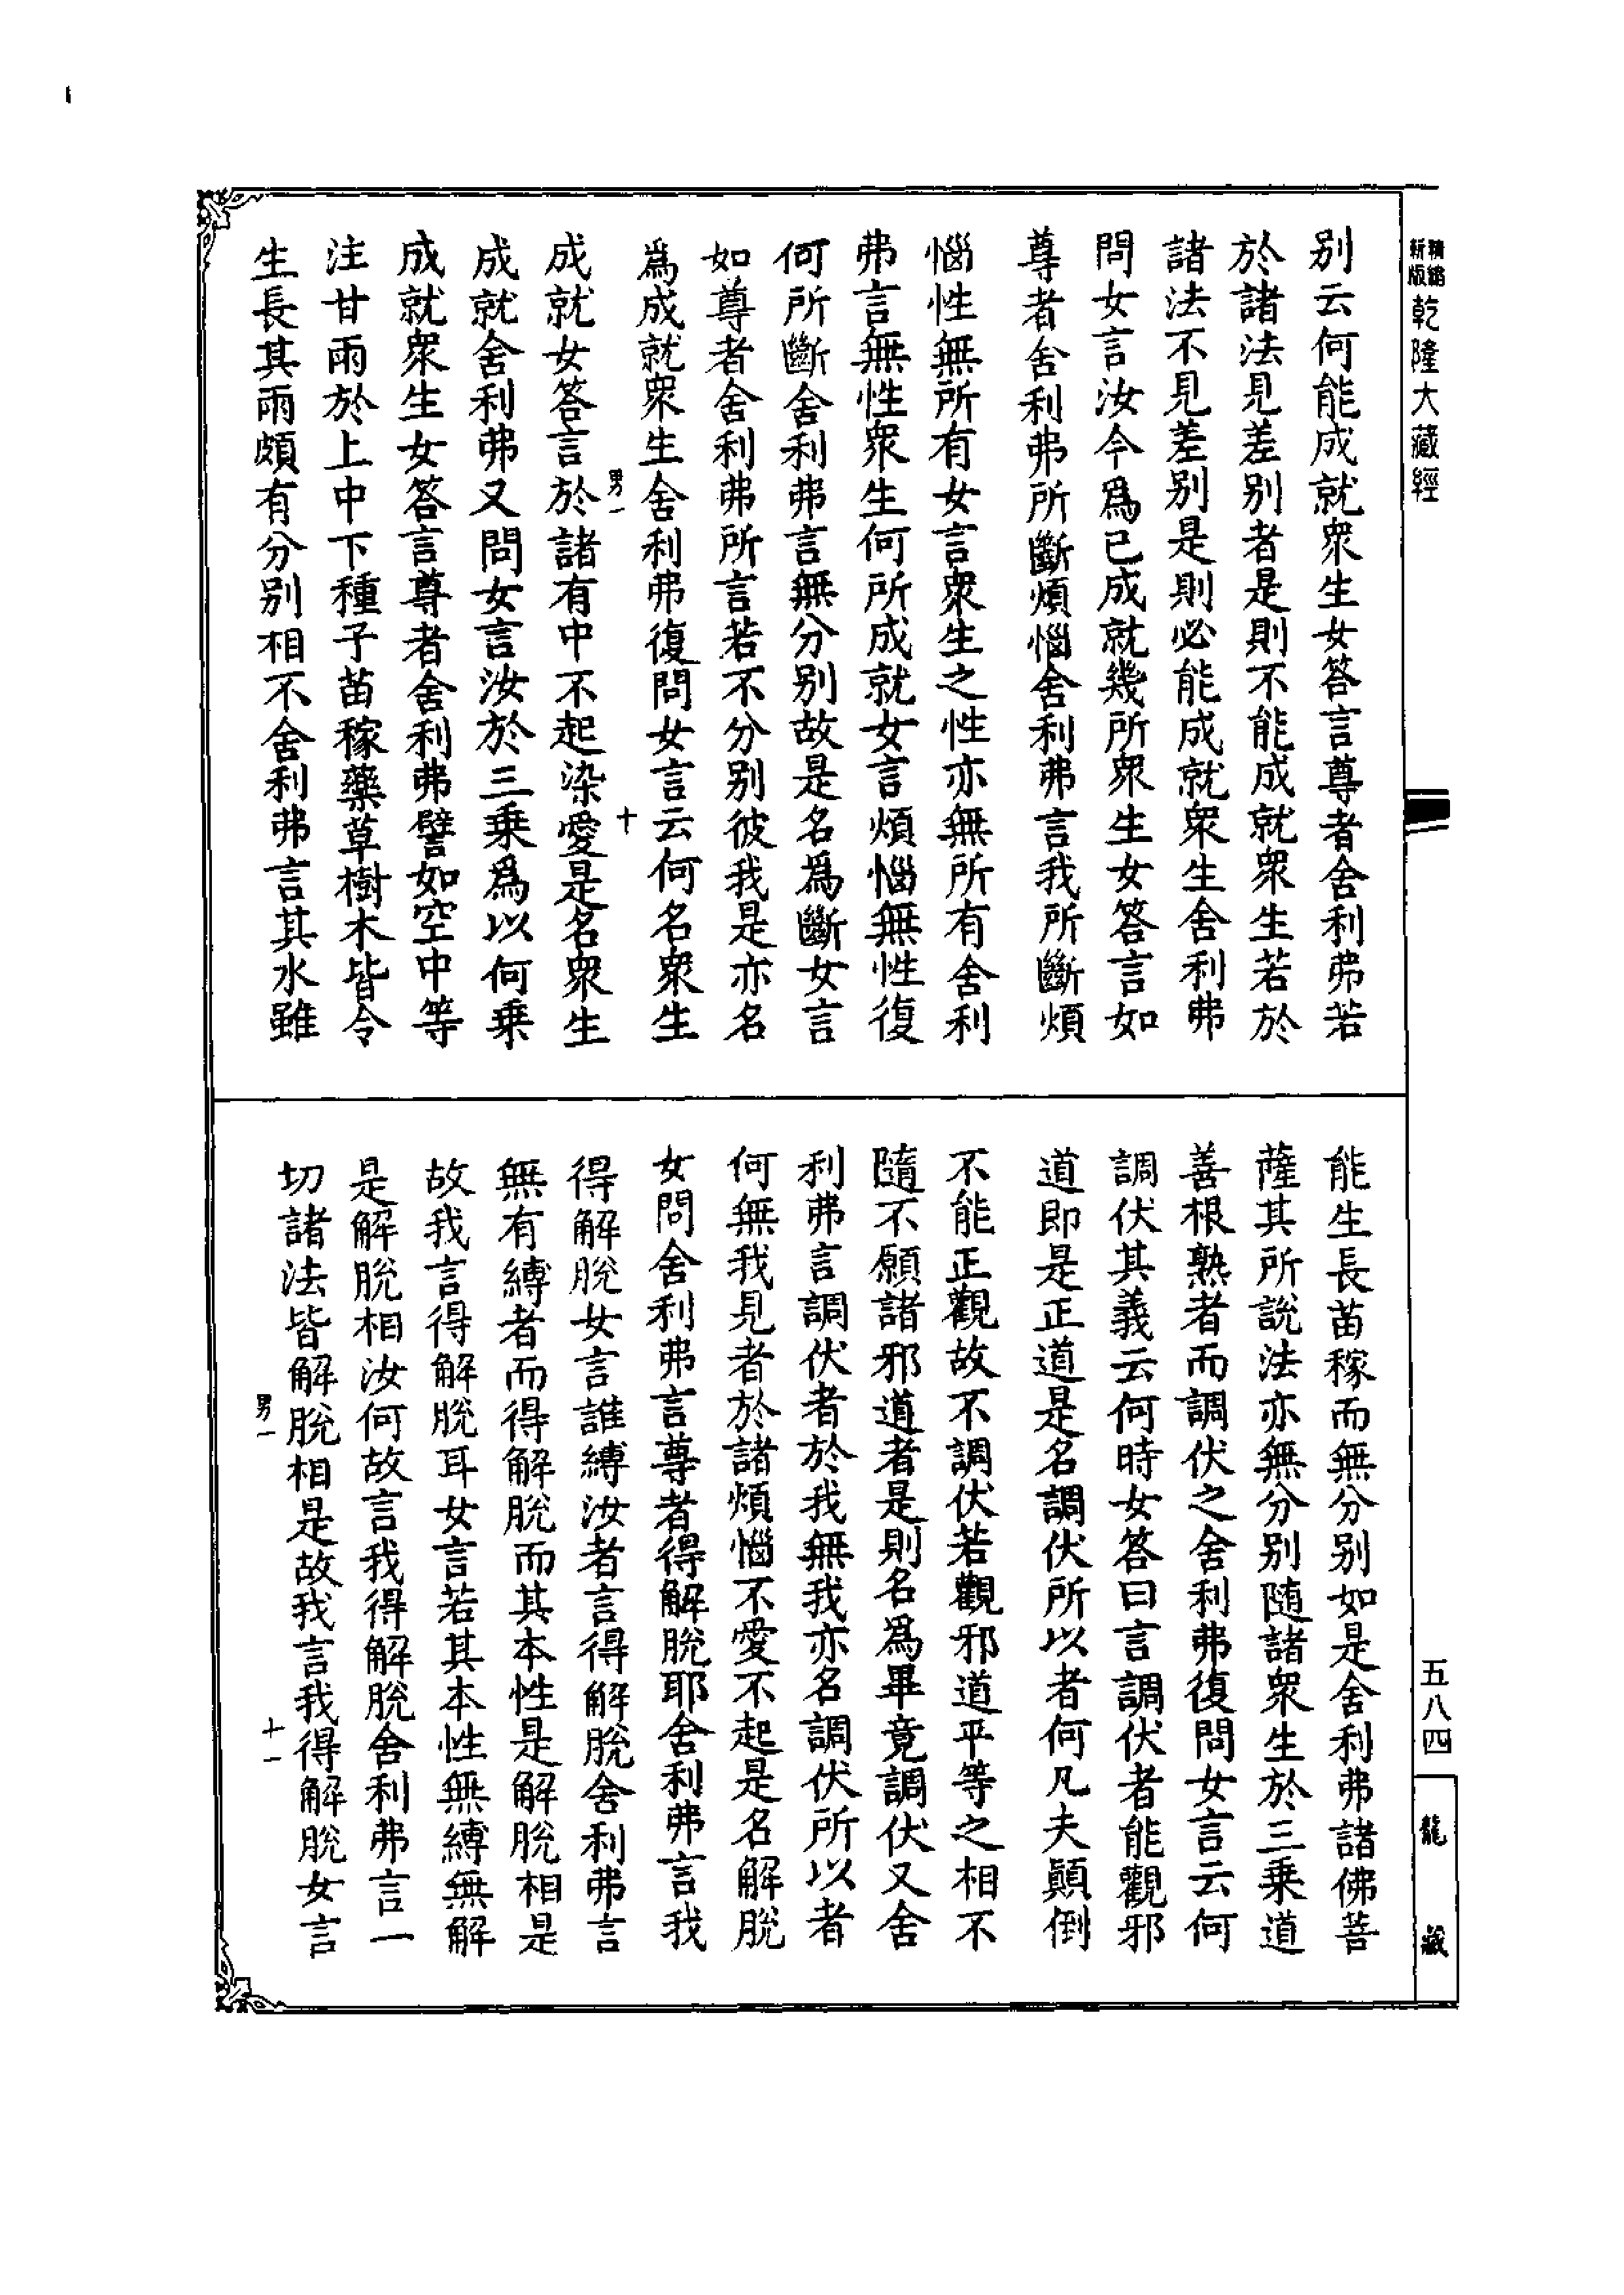 精縮新版乾隆大藏經
别云何能成就衆生女答言尊者舍利弗若
於諸法見差别者是則不能成就衆生若於
諸法不見差别是則必能成就衆生舍利弗
問女言汝今爲已成就幾所衆生女答言如
尊者舍利弗所斷煩惱舍利弗言我所斷煩
惱性無所有女言衆生之性亦無所有舍利
弗言無性衆生何所成就女言煩惱無性復
何所斷舍利弗言無分别故是名爲斷女言
如尊者舍利弗所言若不分别彼我是亦名
爲成就衆生舍利弗復問女言云何名衆生
男一
十
成就女答言於諸有中不起染愛是名衆生
成就舍利弗又問女言汝於三乘爲以何乘
成就衆生女答言尊者舍利弗譬如空中等
注甘雨於上中下種子苗稼藥草樹木皆令
生長其雨頗有分别相不舍利弗言其水雖
能生長苗稼而無分别如是舍利弗諸佛菩
薩其所說法亦無分别随諸衆生於三乘道
善根熟者而調伏之舍利弗復問女言云何
調伏其義云何時女答曰言調伏者能觀邪
道即是正道是名調伏所以者何凡夫顛倒
不能正觀故不調伏若觀邪道平等之相不
隨不願諸邪道者是則名爲畢竟調伏又舍
利弗言調伏者於我無我亦名調伏所以者
何無我見者於諸煩惱不愛不起是名解脫
女問舍利弗言尊者得解脫耶舍利弗言我
得解脫女言誰縛汝者言得解脫舍利弗言
無有縛者而得解脫而其本性是解脫相是
故我言得解脫耳女言若其本性無縛無解
是解脫相汝何故言我得解脫舍利弗言一
切諸法皆解脫相是故我言我得解脫女言
男一
十一
五八四
龍藏